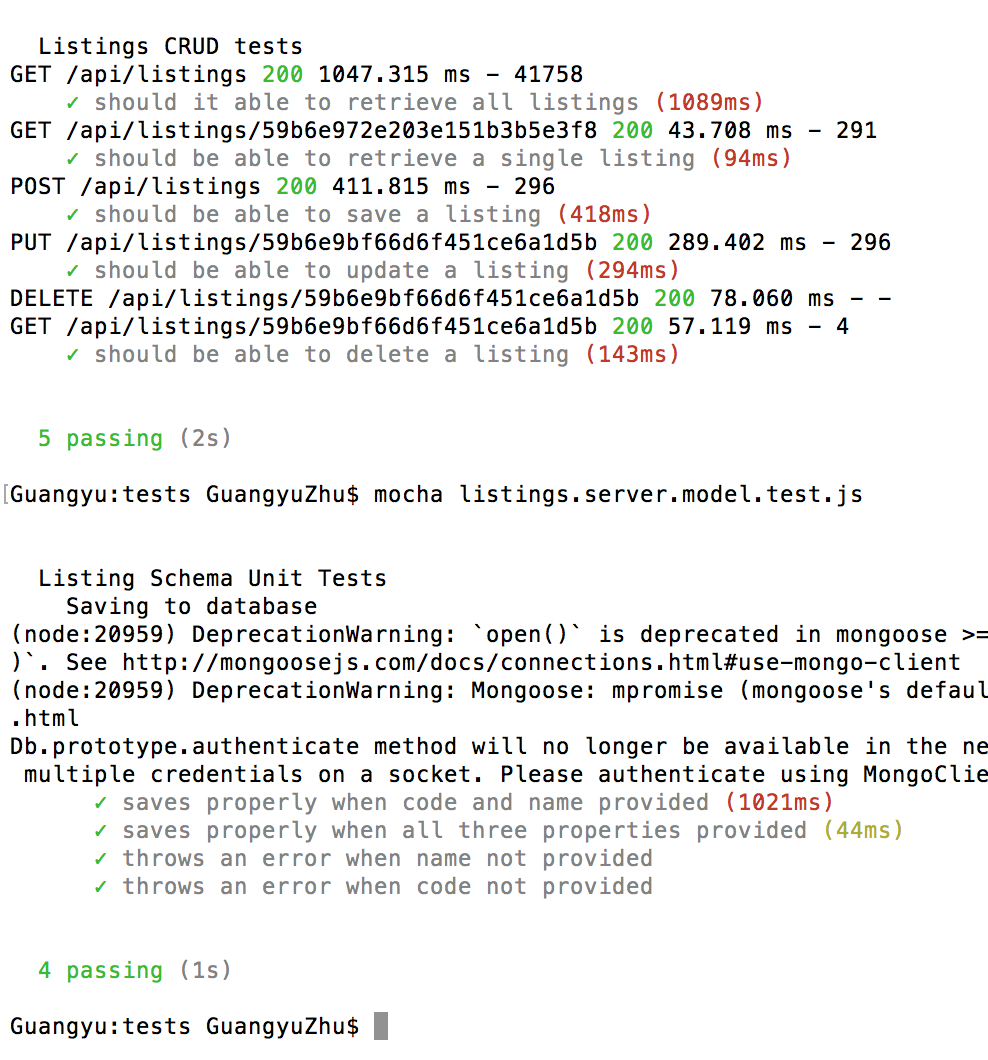 Listings CRUD tests
GET /api/listings 200 1047.315 ms - 41758
✓ should it able to retrieve all listings (1089ms)
GET /api/listings/59b6e972e203e151b3b5e3f8 200 43.708 ms - 291
✓ should be able to retrieve a single listing (94ms)
POST /api/listings 200 411.815 ms - 296
✓ should be able to save a listing (418ms)
PUT /api/listings/59b6e9bf66d6f451ce6a1d5b 200 289.402 ms - 296
✓ should be able to update a listing (294ms)
DELETE /api/listings/59b6e9bf66d6f451ce6a1d5b 200 78.060 ms - -
GET /api/listings/59b6e9bf66d6f451ce6a1d5b 200 57.119 ms - 4
✓ should be able to delete a listing (143ms)
5 passing (2s)
[Guangyu:tests GuangyuZhu$ mocha listings.server.model.test.js
Listing Schema Unit Tests
Saving to database
(node:20959) DeprecationWarning: `open()` is deprecated in mongoose >=
)`. See http://mongoosejs.com/docs/connections.html#use-mongo-client
(node:20959) DeprecationWarning: Mongoose: mpromise (mongoose's defaul
.html
Db.prototype.authenticate method will no longer be available in the ne
multiple credentials on a socket. Please authenticate using MongoClie
✓ saves properly when code and name provided (1021ms)
✓ saves properly when all three properties provided (44ms)
✓ throws an error when name not provided
✓ throws an error when code not provided
4 passing (1s)
Guangyu:tests GuangyuZhu$